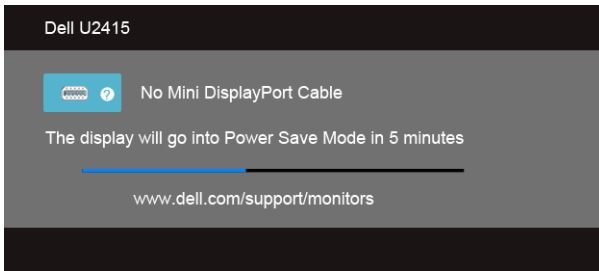 Dell U2415
? No Mini DisplayPort Cable
The display will go into Power Save Mode in 5 minutes
www.dell.com/support/monitors